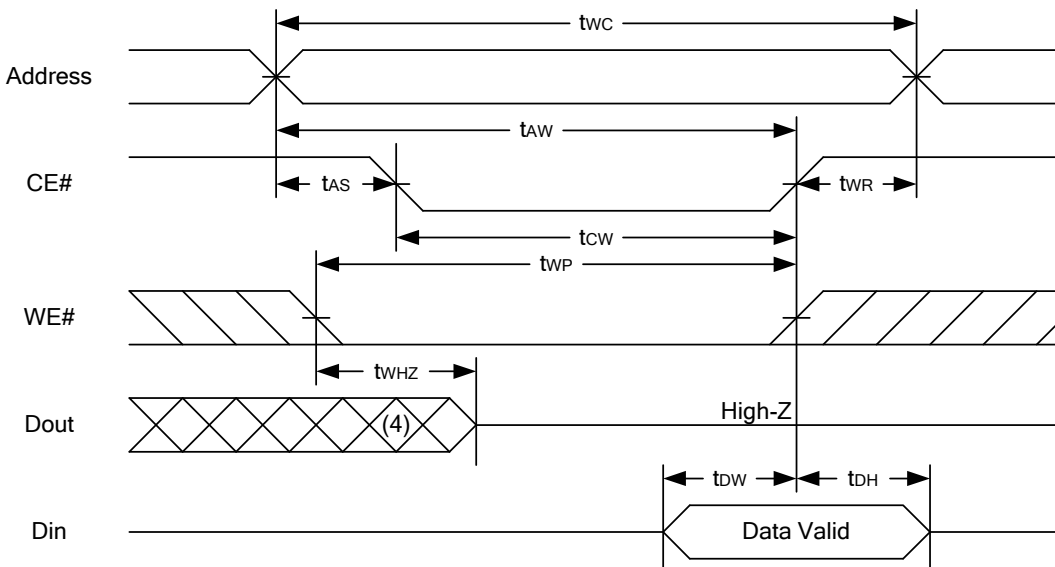 tWC
Address
tAW
CE#
tAS
tWR
tCW
tWP
WE#
tWHZ
Dout
(4)
High-Z
tDW
tDH
Din
Data Valid